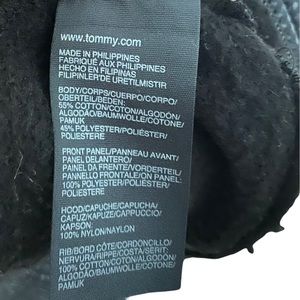 www.tommy.com
MADE IN PHILIPPINES
FABRIQUÉ AUX PHILIPPINES
HECHO EN FILIPINAS
FILIPINLER'DE URETILMISTIR
BODY/CORPS/CUERPO/CORPO/
OBERTEIL/BEDEN:
55% COTTON/COTON/ALGODÓN/
ALGODÃO/BAUMWOLLE/COTONE/
PAMUK
45% POLYESTER/POLIÉSTER/
POLIESTERE
FRONT PANEL/PANNEAU AVANT/
PANEL DELANTERO/
PAINEL DA FRENTE/VORDERTEIL/
PANNELLO FRONTALE/ON PANEL:
100% POLYESTER/POLIÉSTER/
POLIESTERE
HOOD/CAPUCHE/CAPUCHA/
CAPUZ/KAPUZE/CAPPUCCIO/
KAPSON:
100% NYLON/NAYLON
RIB/BORD CÔTE/CORDONCILLO/
NERVURA/RIPPE/COSTA/SERIT:
100% COTTON/COTON/ALGODÓN/
ALGODÃO/BAUMWOLLE/COTONE/
PAMUK